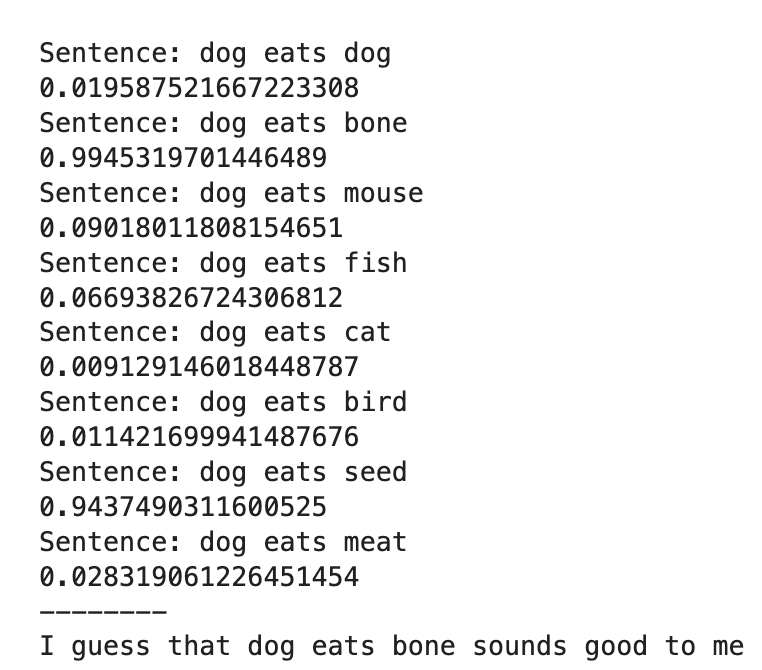 Sentence: dog eats dog
0.019587521667223308
Sentence: dog eats bone
0.9945319701446489
Sentence: dog eats mouse
0.09018011808154651
Sentence: dog eats fish
0.06693826724306812
Sentence: dog eats cat
0.009129146018448787
Sentence: dog eats bird
0.011421699941487676
Sentence: dog eats seed
0.9437490311600525
Sentence: dog eats meat
0.028319061226451454
--------
I guess that dog eats bone sounds good to me